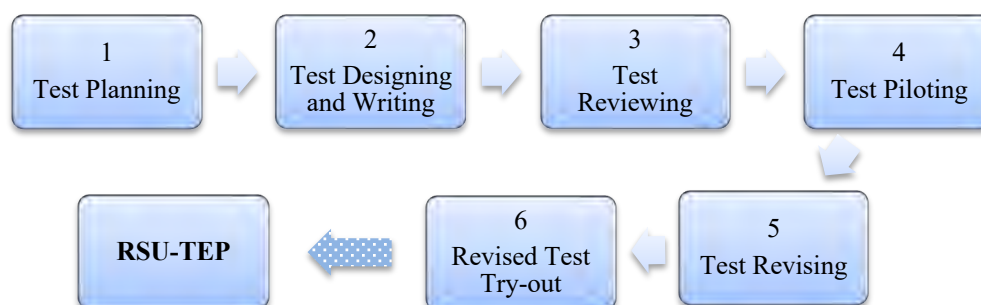 1
Test Planning
2
Test Designing
and Writing
3
Test
Reviewing
4
Test Piloting
5
Test Revising
6
Revised Test
Try-out
RSU-TEP